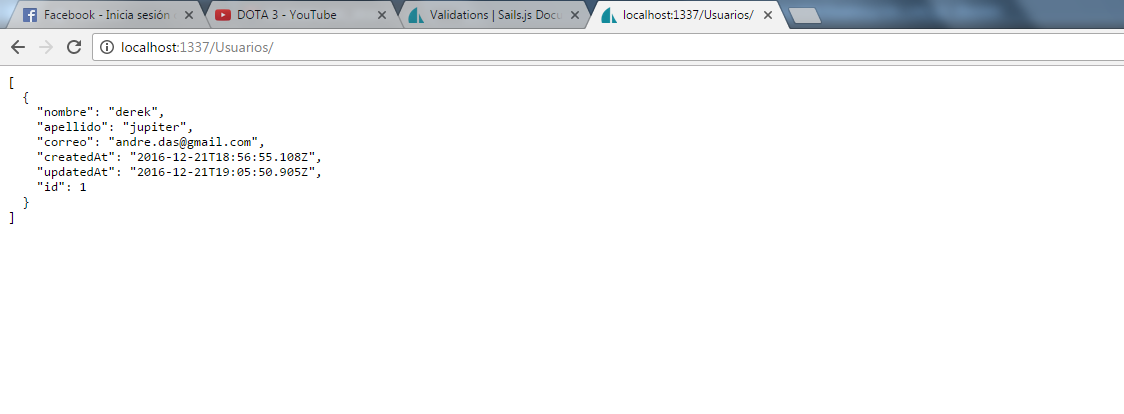 Facebook - Inicia sesión
DOTA 3 - YouTube
Validations | Sails.js Docu
localhost:1337/Usuarios/
localhost:1337/Usuarios/
[
{
"nombre": "derek",
"apellido": "jupiter",
"correo": "andre.das@gmail.com",
"createdAt": "2016-12-21T18:56:55.108Z",
"updatedAt": "2016-12-21T19:05:50.905Z",
"id": 1
}
]